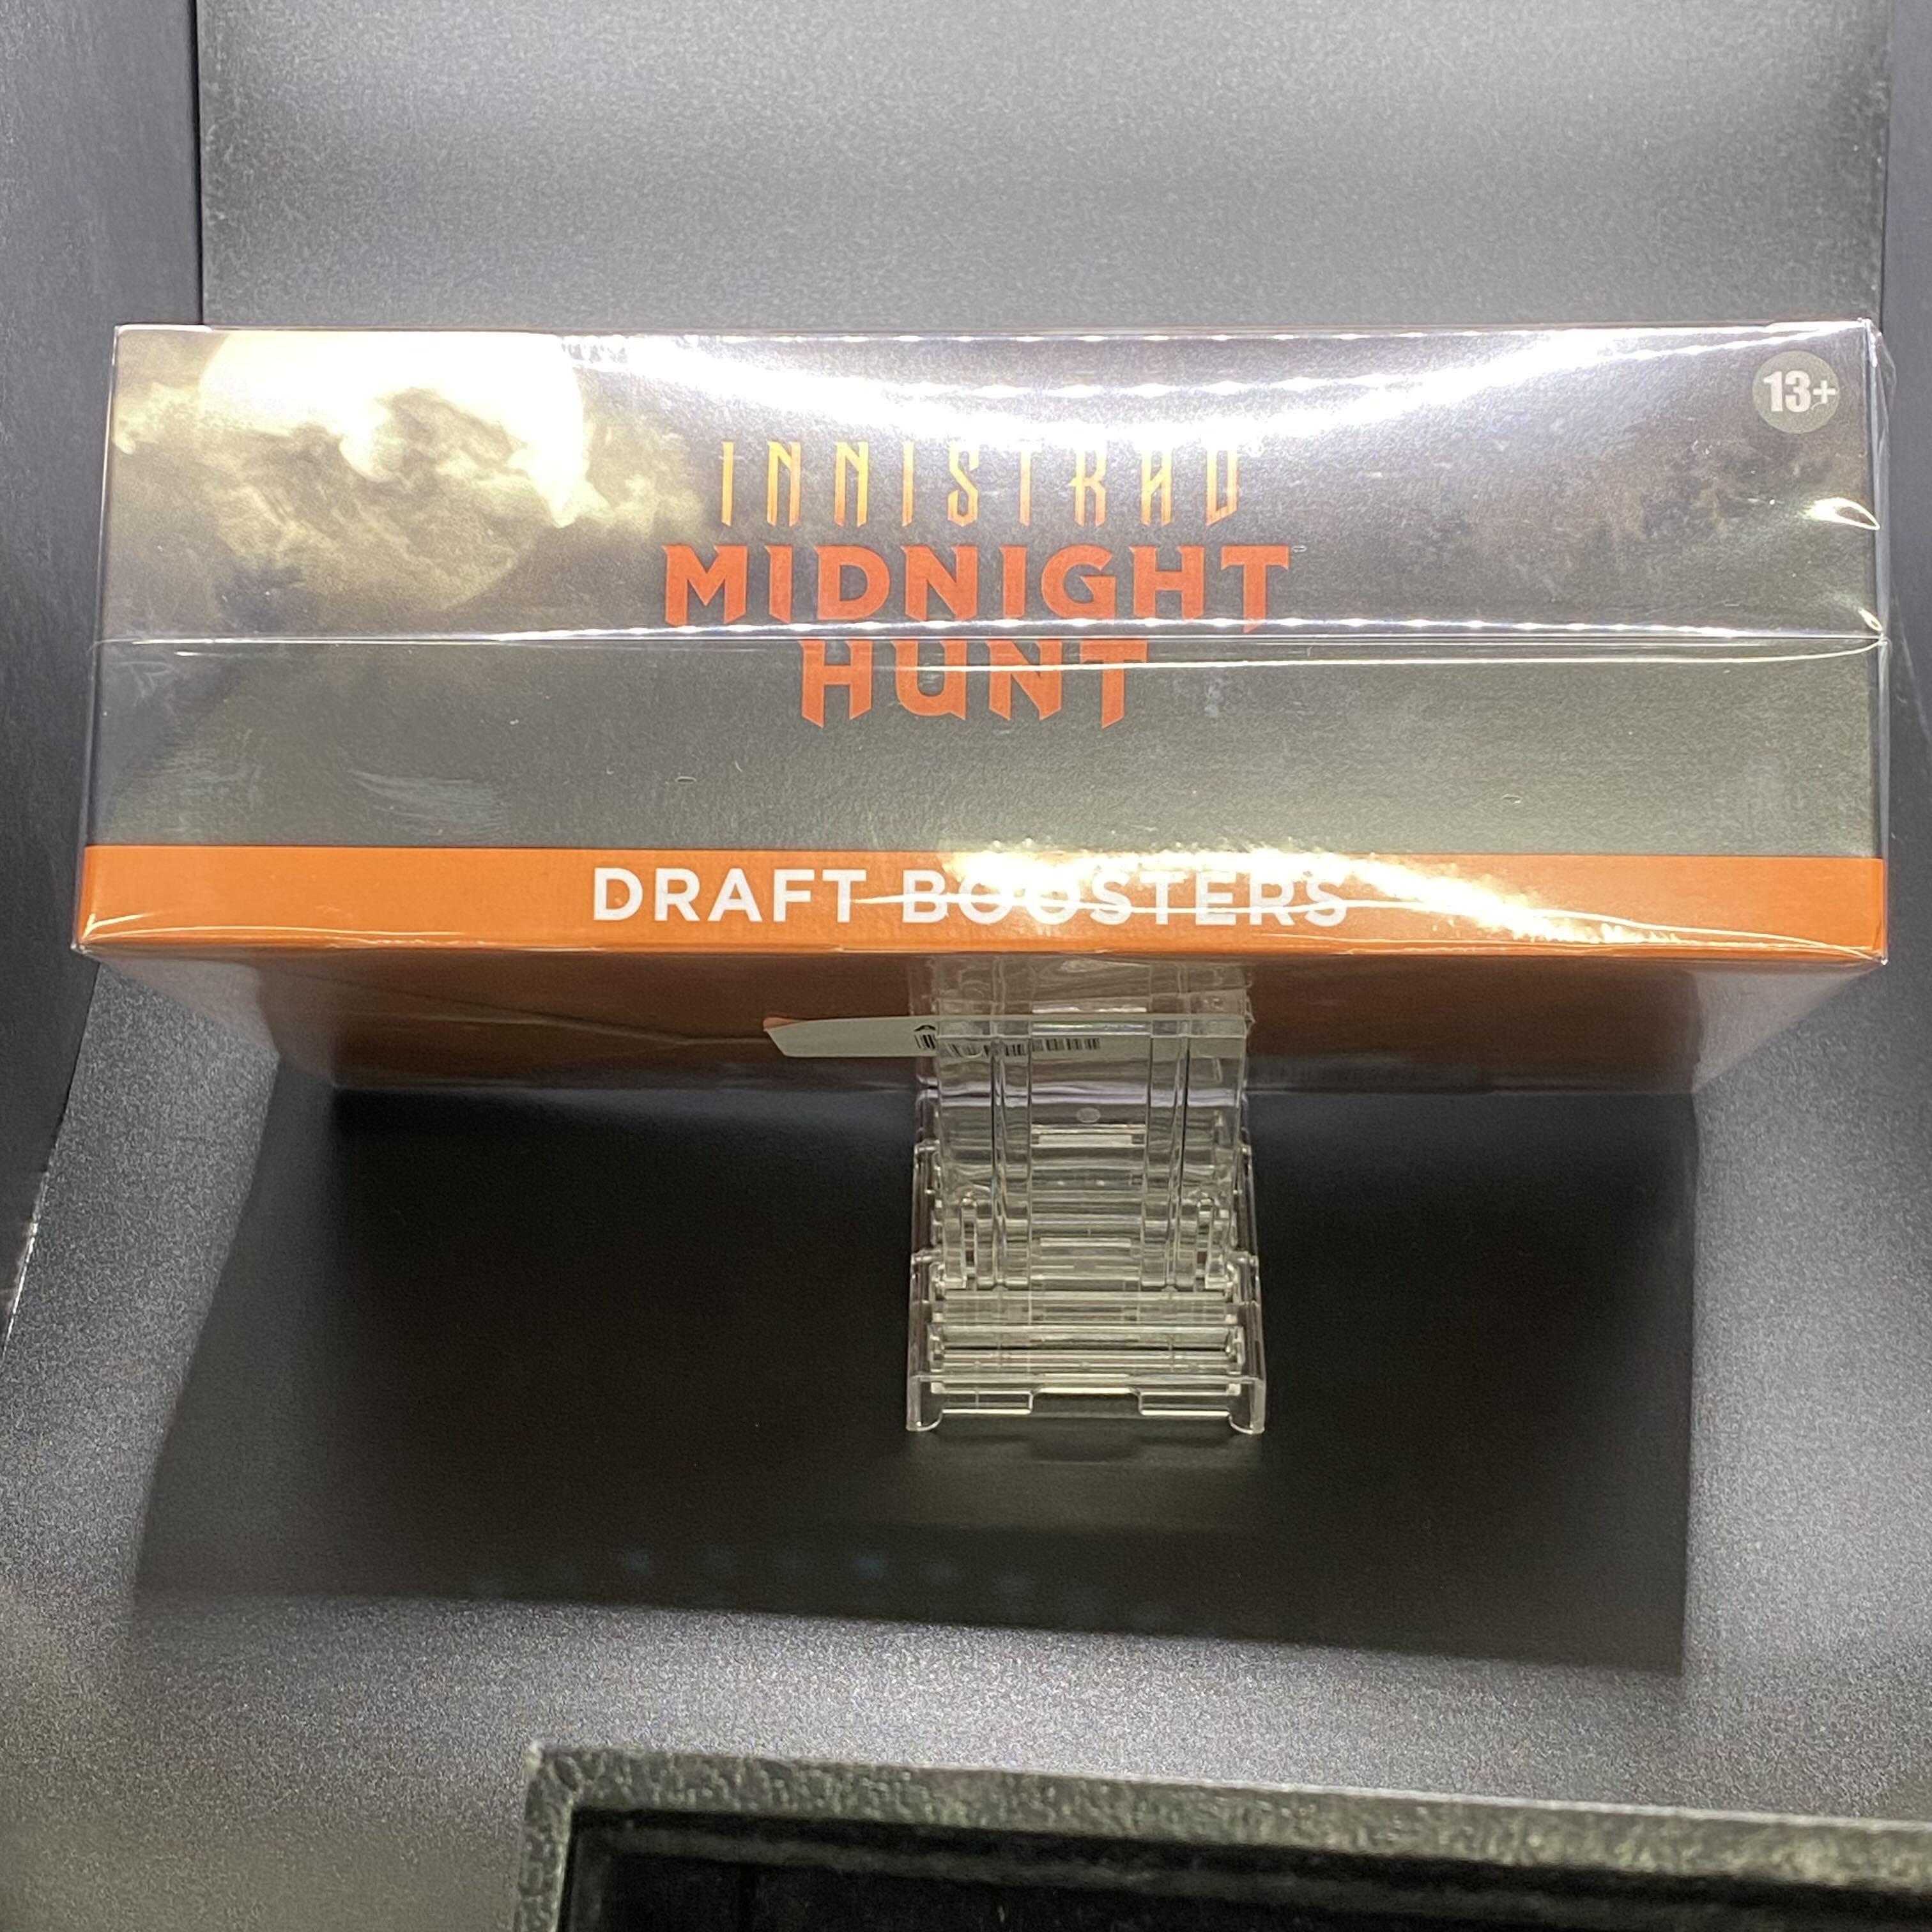 13+
INNISTRAD
MIDNIGHT
HUNT
DRAFT BOOSTERS